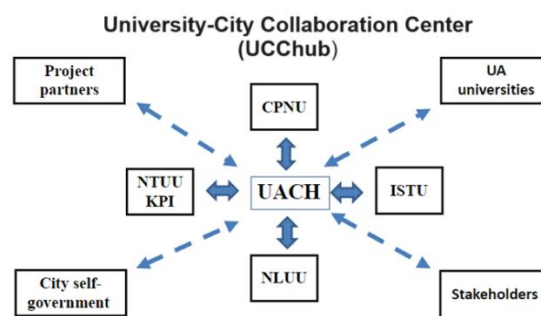 University-City Collaboration Center
(UCChub)
Project
partners
UA
universities
CPNU
NTUU
KPI
UACH
ISTU
City self-
government
NLUU
Stakeholders